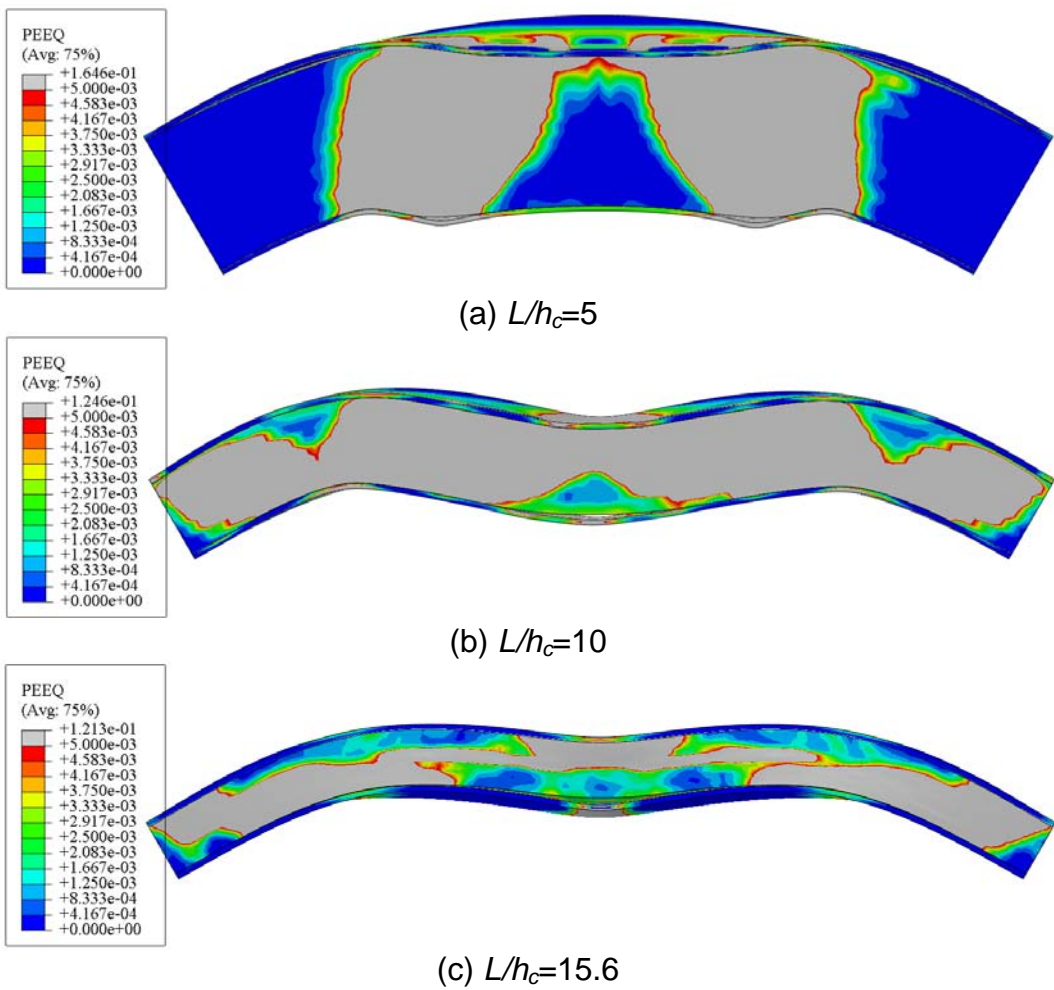 PEEQ
(Avg: 75%)
+1.646e-01
+5.000e-03
+4.583e-03
+4.167e-03
+3.750e-03
+3.333e-03
+2.917e-03
+2.500e-03
+2.083e-03
+1.667e-03
+1.250e-03
+8.333e-04
+4.167e-04
+0.000e+00
(a) L/hc=5
PEEQ
(Avg: 75%)
+1.246e-01
+5.000e-03
+4.583e-03
+4.167e-03
+3.750e-03
+3.333e-03
+2.917e-03
+2.500e-03
+2.083e-03
+1.667e-03
+1.250e-03
+8.333e-04
+4.167e-04
+0.000e+00
(b) L/hc=10
PEEQ
(Avg: 75%)
+1.213e-01
+5.000e-03
+4.583e-03
+4.167e-03
+3.750e-03
+3.333e-03
+2.917e-03
+2.500e-03
+2.083e-03
+1.667e-03
+1.250e-03
+8.333e-04
+4.167e-04
+0.000e+00
(c) L/hc=15.6